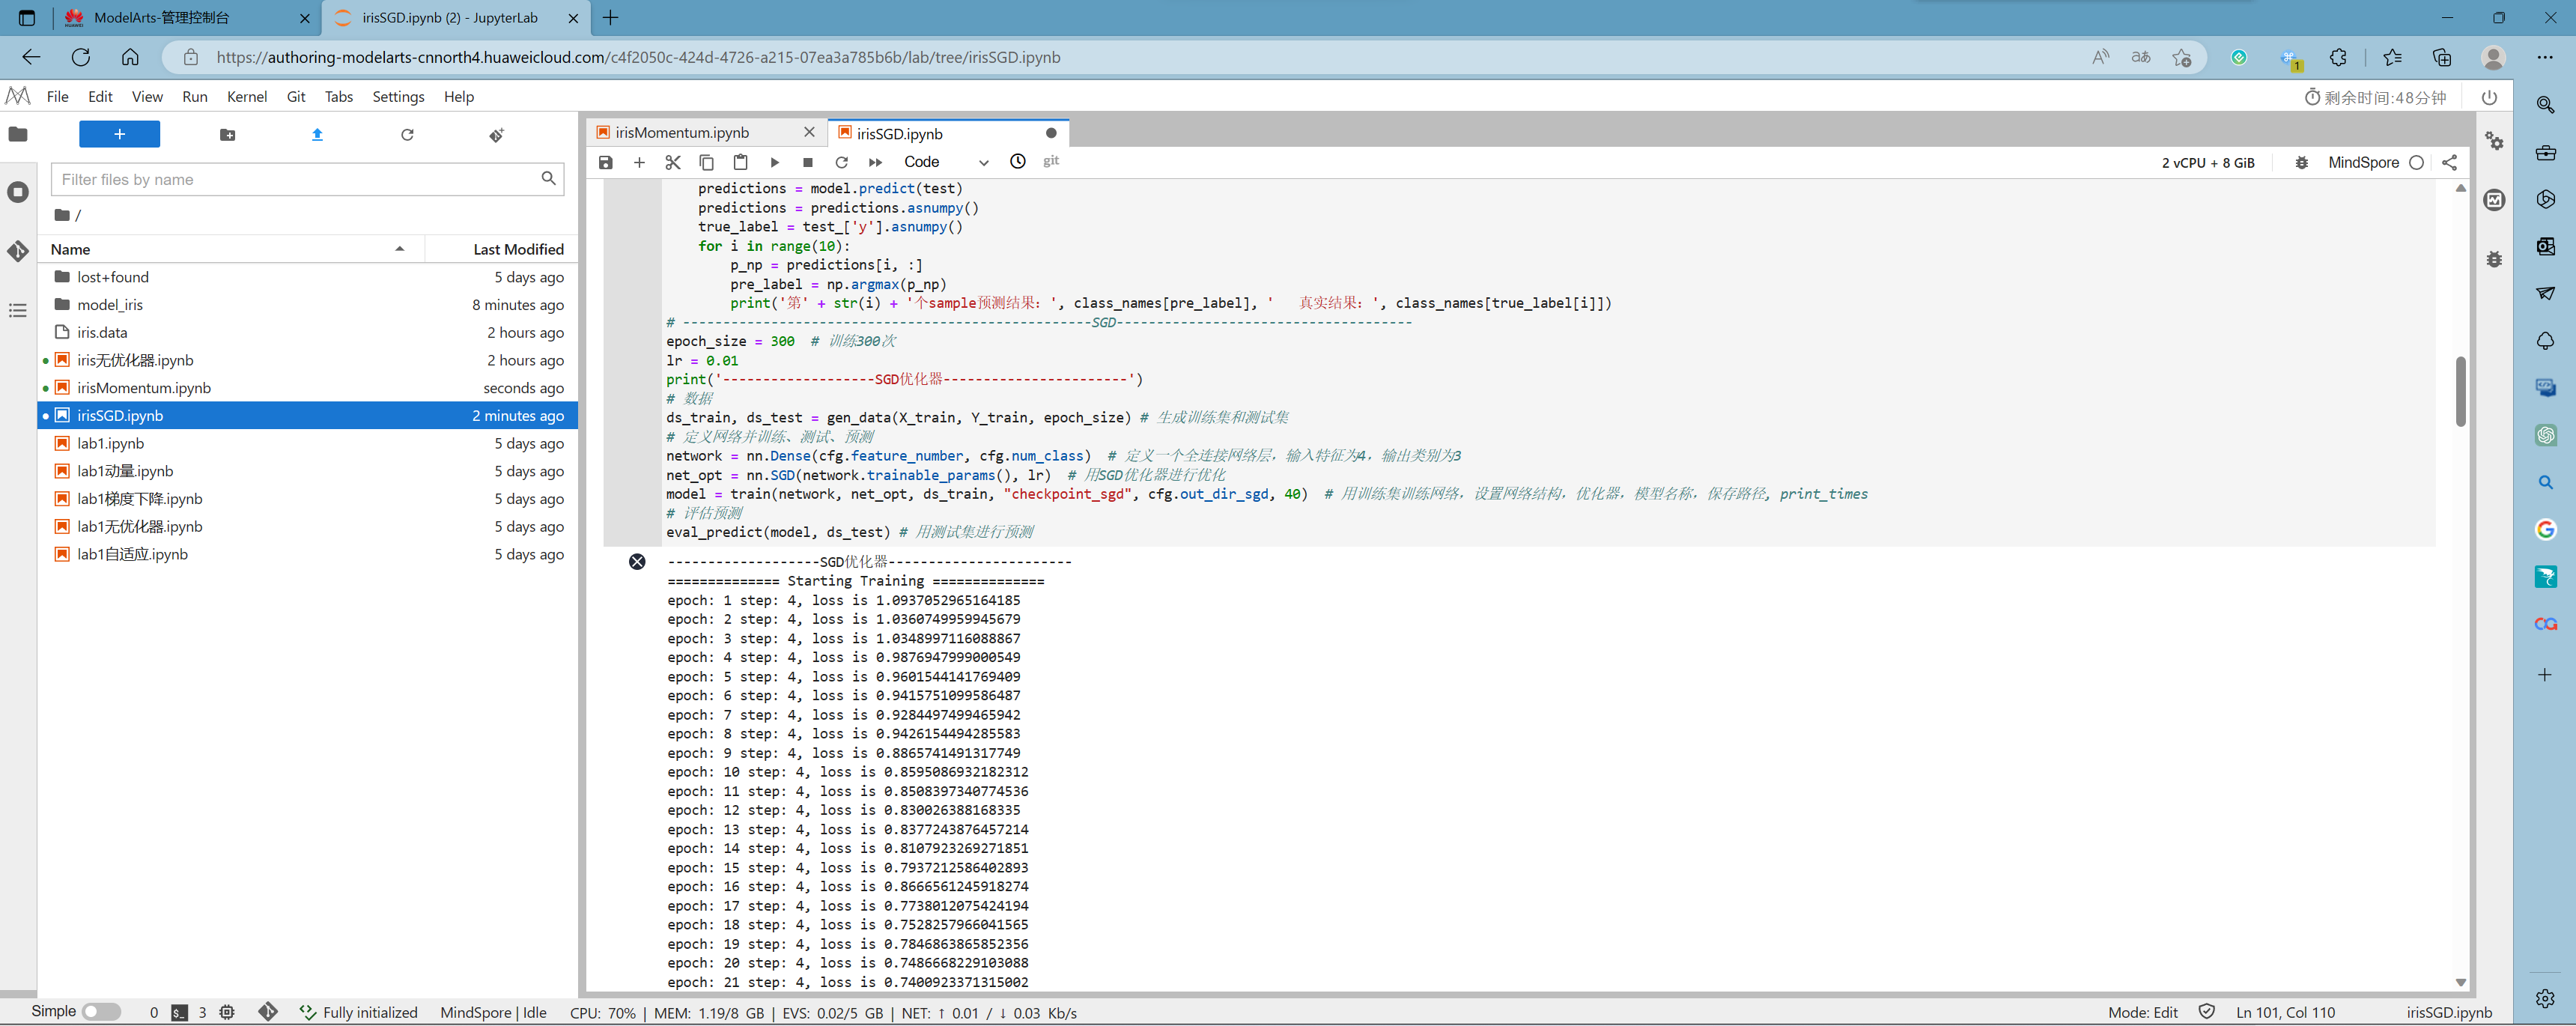 ModelArts-管理控制台
irisSGD.ipynb (2) - JupyterLab
https://authoring-modelarts-cnnorth4.huaweicloud.com/c4f2050c-424d-4726-a215-07ea3a785b6b/lab/tree/irisSGD.ipynb
File Edit View Run Kernel Git Tabs Settings Help
剩余时间:48分钟
irisMomentum.ipynb
irisSGD.ipynb
Code
git
2 vCPU + 8 GiB
MindSpore
Filter files by name
/
Name Last Modified
lost+found 5 days ago
model_iris 8 minutes ago
iris.data 2 hours ago
iris无优化器.ipynb 2 hours ago
irisMomentum.ipynb seconds ago
irisSGD.ipynb 2 minutes ago
lab1.ipynb 5 days ago
lab1动量.ipynb 5 days ago
lab1梯度下降.ipynb 5 days ago
lab1无优化器.ipynb 5 days ago
lab1自适应.ipynb 5 days ago
predictions = model.predict(test)
predictions = predictions.asnumpy()
true_label = test_['y'].asnumpy()
for i in range(10):
p_np = predictions[i, :]
pre_label = np.argmax(p_np)
print('第' + str(i) + '个sample预测结果：', class_names[pre_label], '   真实结果：', class_names[true_label[i]])
# ---------------------------------------------------SGD-------------------------------------
epoch_size = 300  # 训练300次
lr = 0.01
print('-------------------SGD优化器-----------------------')
# 数据
ds_train, ds_test = gen_data(X_train, Y_train, epoch_size) # 生成训练集和测试集
# 定义网络并训练、测试、预测
network = nn.Dense(cfg.feature_number, cfg.num_class)  # 定义一个全连接网络层，输入特征为4，输出类别为3
net_opt = nn.SGD(network.trainable_params(), lr)  # 用SGD优化器进行优化
model = train(network, net_opt, ds_train, "checkpoint_sgd", cfg.out_dir_sgd, 40)  # 用训练集训练网络，设置网络结构，优化器，模型名称，保存路径, print_times
# 评估预测
eval_predict(model, ds_test) # 用测试集进行预测
-------------------SGD优化器-----------------------
============== Starting Training ==============
epoch: 1 step: 4, loss is 1.0937052965164185
epoch: 2 step: 4, loss is 1.0360749959945679
epoch: 3 step: 4, loss is 1.0348997116088867
epoch: 4 step: 4, loss is 0.9876947999000549
epoch: 5 step: 4, loss is 0.9601544141769409
epoch: 6 step: 4, loss is 0.9415751099586487
epoch: 7 step: 4, loss is 0.9284497499465942
epoch: 8 step: 4, loss is 0.9426154494285583
epoch: 9 step: 4, loss is 0.8865741491317749
epoch: 10 step: 4, loss is 0.8595086932182312
epoch: 11 step: 4, loss is 0.8508397340774536
epoch: 12 step: 4, loss is 0.830026388168335
epoch: 13 step: 4, loss is 0.8377243876457214
epoch: 14 step: 4, loss is 0.8107923269271851
epoch: 15 step: 4, loss is 0.7937212586402893
epoch: 16 step: 4, loss is 0.8666561245918274
epoch: 17 step: 4, loss is 0.7738012075424194
epoch: 18 step: 4, loss is 0.7528257966041565
epoch: 19 step: 4, loss is 0.7846863865852356
epoch: 20 step: 4, loss is 0.7486668229103088
epoch: 21 step: 4, loss is 0.7400923371315002
Simple 0 3 Fully initialized MindSpore | Idle CPU: 70% | MEM: 1.19/8 GB | EVS: 0.02/5 GB | NET: ↑ 0.01 / ↓ 0.03 Kb/s Mode: Edit Ln 101, Col 110 irisSGD.ipynb